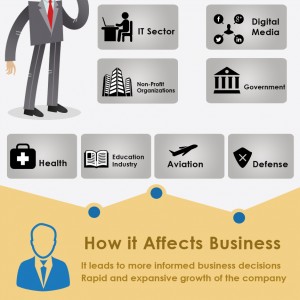 IT Sector
Digital
Media
Non-Profit
Organizations
Government
Health
Education
Industry
Aviation
Defense
How it Affects Business
It leads to more informed business decisions
Rapid and expansive growth of the company